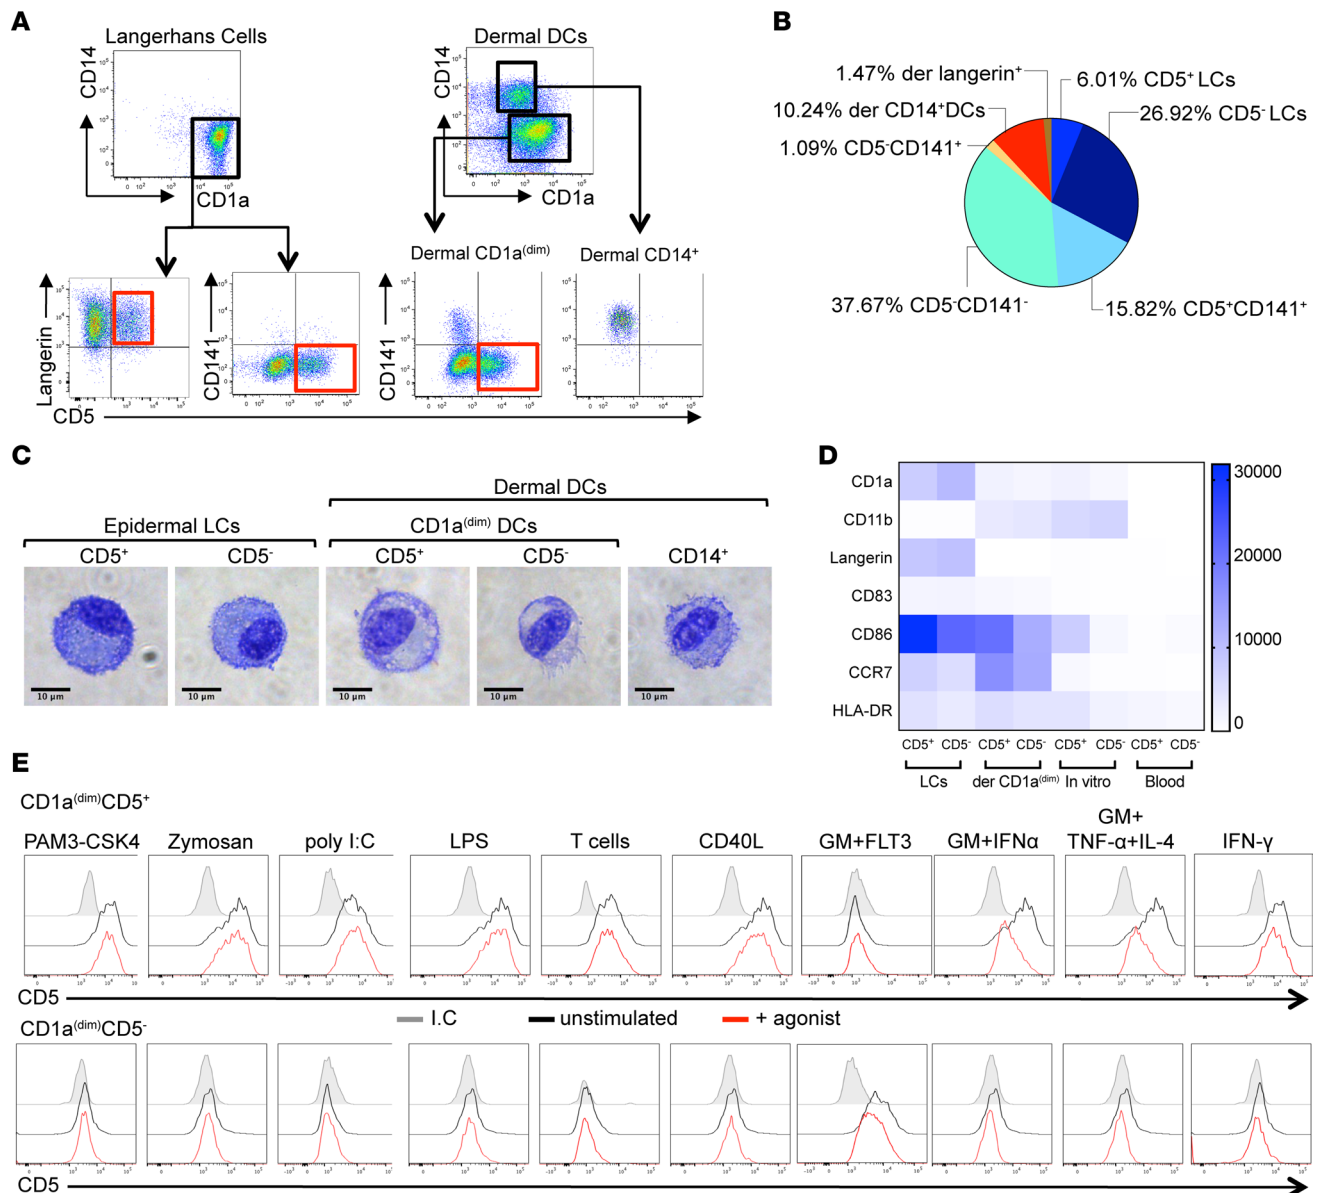 A
Langerhans Cells
CD14
CD1a
Dermal DCs
CD14
CD1a
Dermal CD1a(dim)
Dermal CD14+
Langerin
CD141
CD141
CD5
B
1.47% der langerin+
6.01% CD5+ LCs
10.24% der CD14+DCs
26.92% CD5- LCs
1.09% CD5-CD141+
37.67% CD5-CD141-
15.82% CD5+CD141+
C
Dermal DCs
Epidermal LCs
CD1a(dim) DCs
CD5+
CD5-
CD5+
CD5-
CD14+
10 µm
10 µm
10 µm
10 µm
10 µm
D
CD1a
CD11b
Langerin
CD83
CD86
CCR7
HLA-DR
30000
20000
10000
0
CD5+ CD5- CD5+ CD5- CD5+ CD5- CD5+ CD5-
LCs der CD1a(dim) In vitro Blood
E
CD1a(dim)CD5+
PAM3-CSK4
Zymosan
poly I:C
LPS
T cells
CD40L
GM+FLT3
GM+IFNα
GM+
TNF-α+IL-4
IFN-γ
CD5
I.C
unstimulated
+ agonist
CD1a(dim)CD5-
CD5